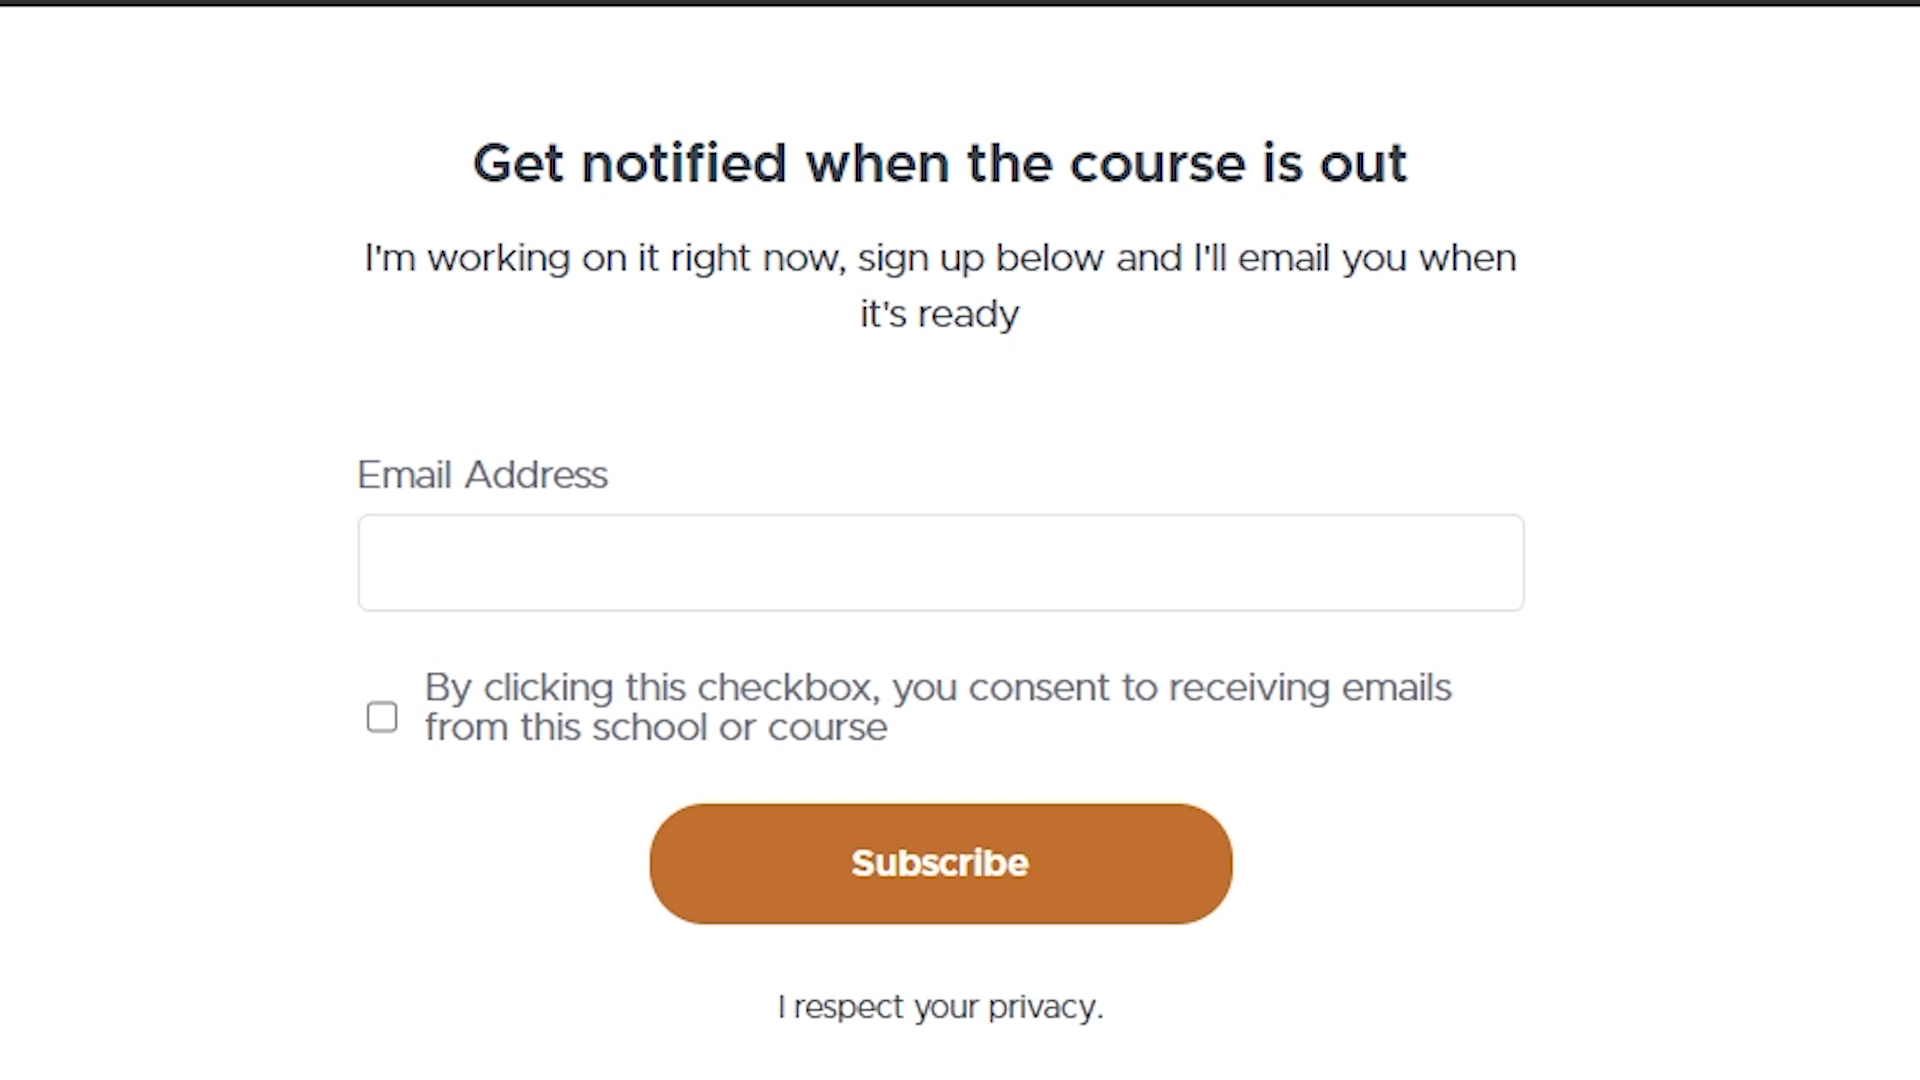 Get notified when the course is out
I'm working on it right now, sign up below and I'll email you when
it's ready
Email Address
By clicking this checkbox, you consent to receiving emails
from this school or course
Subscribe
I respect your privacy.